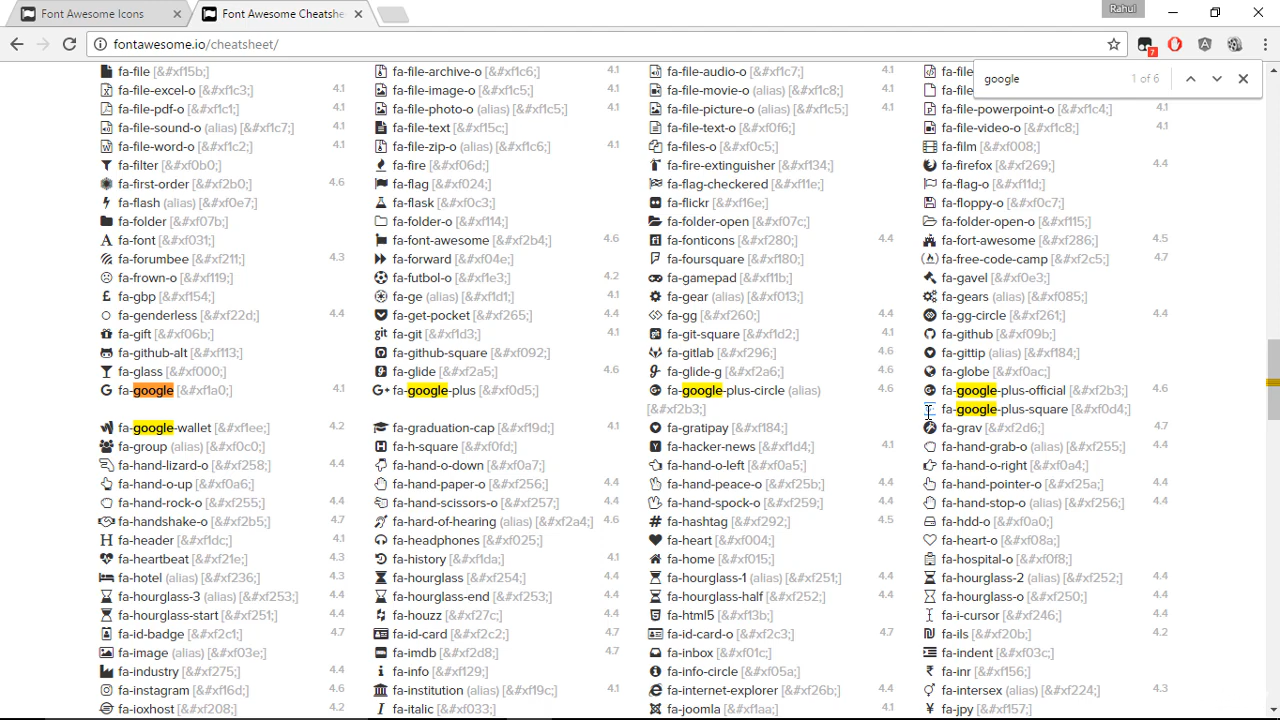 Font Awesome Icons
Font Awesome Cheatshe
Rahul
fontawesome.io/cheatsheet/
7
google
1 of 6
fa-file [&#xf15b;]
fa-file-archive-o [&#xf1c6;] 4.1
fa-file-audio-o [&#xf1c7;] 4.1
fa-file
fa-file-excel-o [&#xf1c3;] 4.1
fa-file-image-o [&#xf1c5;] 4.1
fa-file-movie-o (alias) [&#xf1c8;] 4.1
fa-file
fa-file-pdf-o [&#xf1c1;] 4.1
fa-file-photo-o (alias) [&#xf1c5;] 4.1
fa-file-picture-o (alias) [&#xf1c5;] 4.1
fa-file-powerpoint-o [&#xf1c4;] 4.1
fa-file-sound-o (alias) [&#xf1c7;] 4.1
fa-file-text [&#xf15c;]
fa-file-text-o [&#xf0f6;]
fa-file-video-o [&#xf1c8;] 4.1
fa-file-word-o [&#xf1c2;] 4.1
fa-file-zip-o (alias) [&#xf1c6;] 4.1
fa-files-o [&#xf0c5;]
fa-film [&#xf008;]
fa-filter [&#xf0b0;]
fa-fire [&#xf06d;]
fa-fire-extinguisher [&#xf134;]
fa-firefox [&#xf269;] 4.4
fa-first-order [&#xf2b0;] 4.6
fa-flag [&#xf024;]
fa-flag-checkered [&#xf11e;]
fa-flag-o [&#xf11d;]
fa-flash (alias) [&#xf0e7;]
fa-flask [&#xf0c3;]
fa-flickr [&#xf16e;]
fa-floppy-o [&#xf0c7;]
fa-folder [&#xf07b;]
fa-folder-o [&#xf114;]
fa-folder-open [&#xf07c;]
fa-folder-open-o [&#xf115;]
fa-font [&#xf031;]
fa-font-awesome [&#xf2b4;] 4.6
fa-fonticons [&#xf280;] 4.4
fa-fort-awesome [&#xf286;] 4.5
fa-forumbee [&#xf211;] 4.3
fa-forward [&#xf04e;]
fa-foursquare [&#xf180;]
fa-free-code-camp [&#xf2c5;] 4.7
fa-frown-o [&#xf119;]
fa-futbol-o [&#xf1e3;] 4.2
fa-gamepad [&#xf11b;]
fa-gavel [&#xf0e3;]
fa-gbp [&#xf154;]
fa-ge (alias) [&#xf1d1;] 4.1
fa-gear (alias) [&#xf013;]
fa-gears (alias) [&#xf085;]
fa-genderless [&#xf22d;] 4.4
fa-get-pocket [&#xf265;] 4.4
fa-gg [&#xf260;] 4.4
fa-gg-circle [&#xf261;] 4.4
fa-gift [&#xf06b;]
git fa-git [&#xf1d3;] 4.1
fa-git-square [&#xf1d2;] 4.1
fa-github [&#xf09b;]
fa-github-alt [&#xf113;]
fa-github-square [&#xf092;]
fa-gitlab [&#xf296;] 4.6
fa-gittip (alias) [&#xf184;]
fa-glass [&#xf000;]
fa-glide [&#xf2a5;] 4.6
fa-glide-g [&#xf2a6;] 4.6
fa-globe [&#xf0ac;]
fa-google [&#xf1a0;] 4.1
fa-google-plus [&#xf0d5;]
fa-google-plus-circle (alias) 4.6
[&#xf2b3;]
fa-google-plus-official [&#xf2b3;] 4.6
fa-google-plus-square [&#xf0d4;]
fa-google-wallet [&#xf1ee;] 4.2
fa-graduation-cap [&#xf19d;] 4.1
fa-gratipay [&#xf184;]
fa-grav [&#xf2d6;] 4.7
fa-group (alias) [&#xf0c0;]
fa-h-square [&#xf0fd;]
fa-hacker-news [&#xf1d4;] 4.1
fa-hand-grab-o (alias) [&#xf255;] 4.4
fa-hand-lizard-o [&#xf258;] 4.4
fa-hand-o-down [&#xf0a7;]
fa-hand-o-left [&#xf0a5;]
fa-hand-o-right [&#xf0a4;]
fa-hand-o-up [&#xf0a6;]
fa-hand-paper-o [&#xf256;] 4.4
fa-hand-peace-o [&#xf25b;] 4.4
fa-hand-pointer-o [&#xf25a;] 4.4
fa-hand-rock-o [&#xf255;] 4.4
fa-hand-scissors-o [&#xf257;] 4.4
fa-hand-spock-o [&#xf259;] 4.4
fa-hand-stop-o (alias) [&#xf256;] 4.4
fa-handshake-o [&#xf2b5;] 4.7
fa-hard-of-hearing (alias) [&#xf2a4;] 4.6
fa-hashtag [&#xf292;] 4.5
fa-hdd-o [&#xf0a0;]
fa-header [&#xf1dc;] 4.1
fa-headphones [&#xf025;]
fa-heart [&#xf004;]
fa-heart-o [&#xf08a;]
fa-heartbeat [&#xf21e;] 4.3
fa-history [&#xf1da;] 4.1
fa-home [&#xf015;]
fa-hospital-o [&#xf0f8;]
fa-hotel (alias) [&#xf236;] 4.3
fa-hourglass [&#xf254;] 4.4
fa-hourglass-1 (alias) [&#xf251;] 4.4
fa-hourglass-2 (alias) [&#xf252;] 4.4
fa-hourglass-3 (alias) [&#xf253;] 4.4
fa-hourglass-end [&#xf253;] 4.4
fa-hourglass-half [&#xf252;] 4.4
fa-hourglass-o [&#xf250;] 4.4
fa-hourglass-start [&#xf251;] 4.4
fa-houzz [&#xf27c;] 4.4
fa-html5 [&#xf13b;]
fa-i-cursor [&#xf246;] 4.4
fa-id-badge [&#xf2c1;] 4.7
fa-id-card [&#xf2c2;] 4.7
fa-id-card-o [&#xf2c3;] 4.7
fa-ils [&#xf20b;] 4.2
fa-image (alias) [&#xf03e;]
fa-imdb [&#xf2d8;] 4.7
fa-inbox [&#xf01c;]
fa-indent [&#xf03c;]
fa-industry [&#xf275;] 4.4
fa-info [&#xf129;]
fa-info-circle [&#xf05a;]
fa-inr [&#xf156;]
fa-instagram [&#xf16d;] 4.6
fa-institution (alias) [&#xf19c;] 4.1
fa-internet-explorer [&#xf26b;] 4.4
fa-intersex (alias) [&#xf224;] 4.3
fa-ioxhost [&#xf208;] 4.2
fa-italic [&#xf033;]
fa-joomla [&#xf1aa;] 4.1
fa-jpy [&#xf157;]